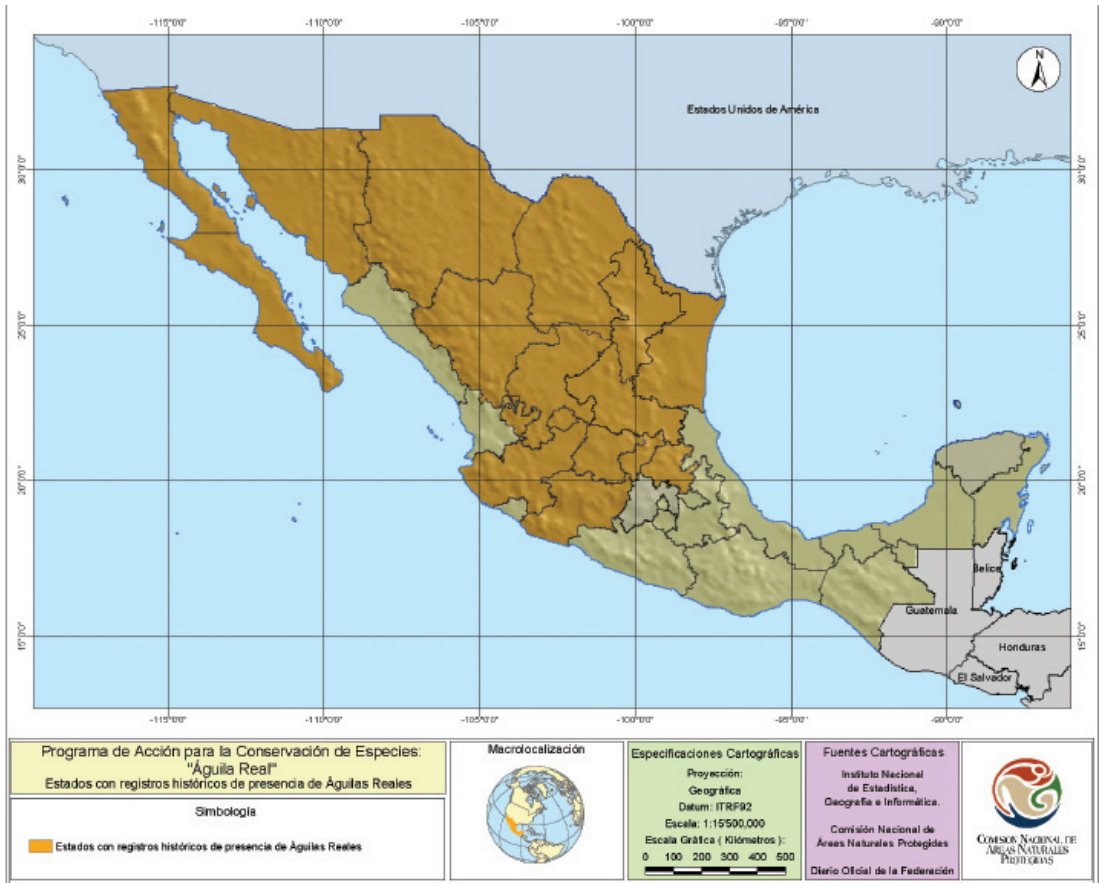 -115°0'0"
-110°0'0"
-105°0'0"
-100°0'0"
-95°0'0"
-90°0'0"
N
Estados Unidos de América
30°0'0"
30°0'0"
25°0'0"
25°0'0"
20°0'0"
20°0'0"
Belice
Guatemala
15°0'0"
15°0'0"
Honduras
El Salvador
-115°0'0"
-110°0'0"
-105°0'0"
-100°0'0"
-95°0'0"
-90°0'0"
Programa de Acción para la Conservación de Especies:
"Águila Real"
Estados con registros históricos de presencia de Águilas Reales
Simbología
Estados con registros históricos de presencia de Águilas Reales
Macrolocalización
Especificaciones Cartográficas
Proyección:
Geográfica
Datum: ITRF92
Escala: 1:15'500,000
Escala Gráfica ( Kilómetros ):
0 100 200 300 400 500
Fuentes Cartográficas
Instituto Nacional
de Estadística,
Geografía e Informática.
Comisión Nacional de
Áreas Naturales Protegidas
Diario Oficial de la Federación
COMISIÓN NACIONAL DE
ÁREAS NATURALES
PROTEGIDAS